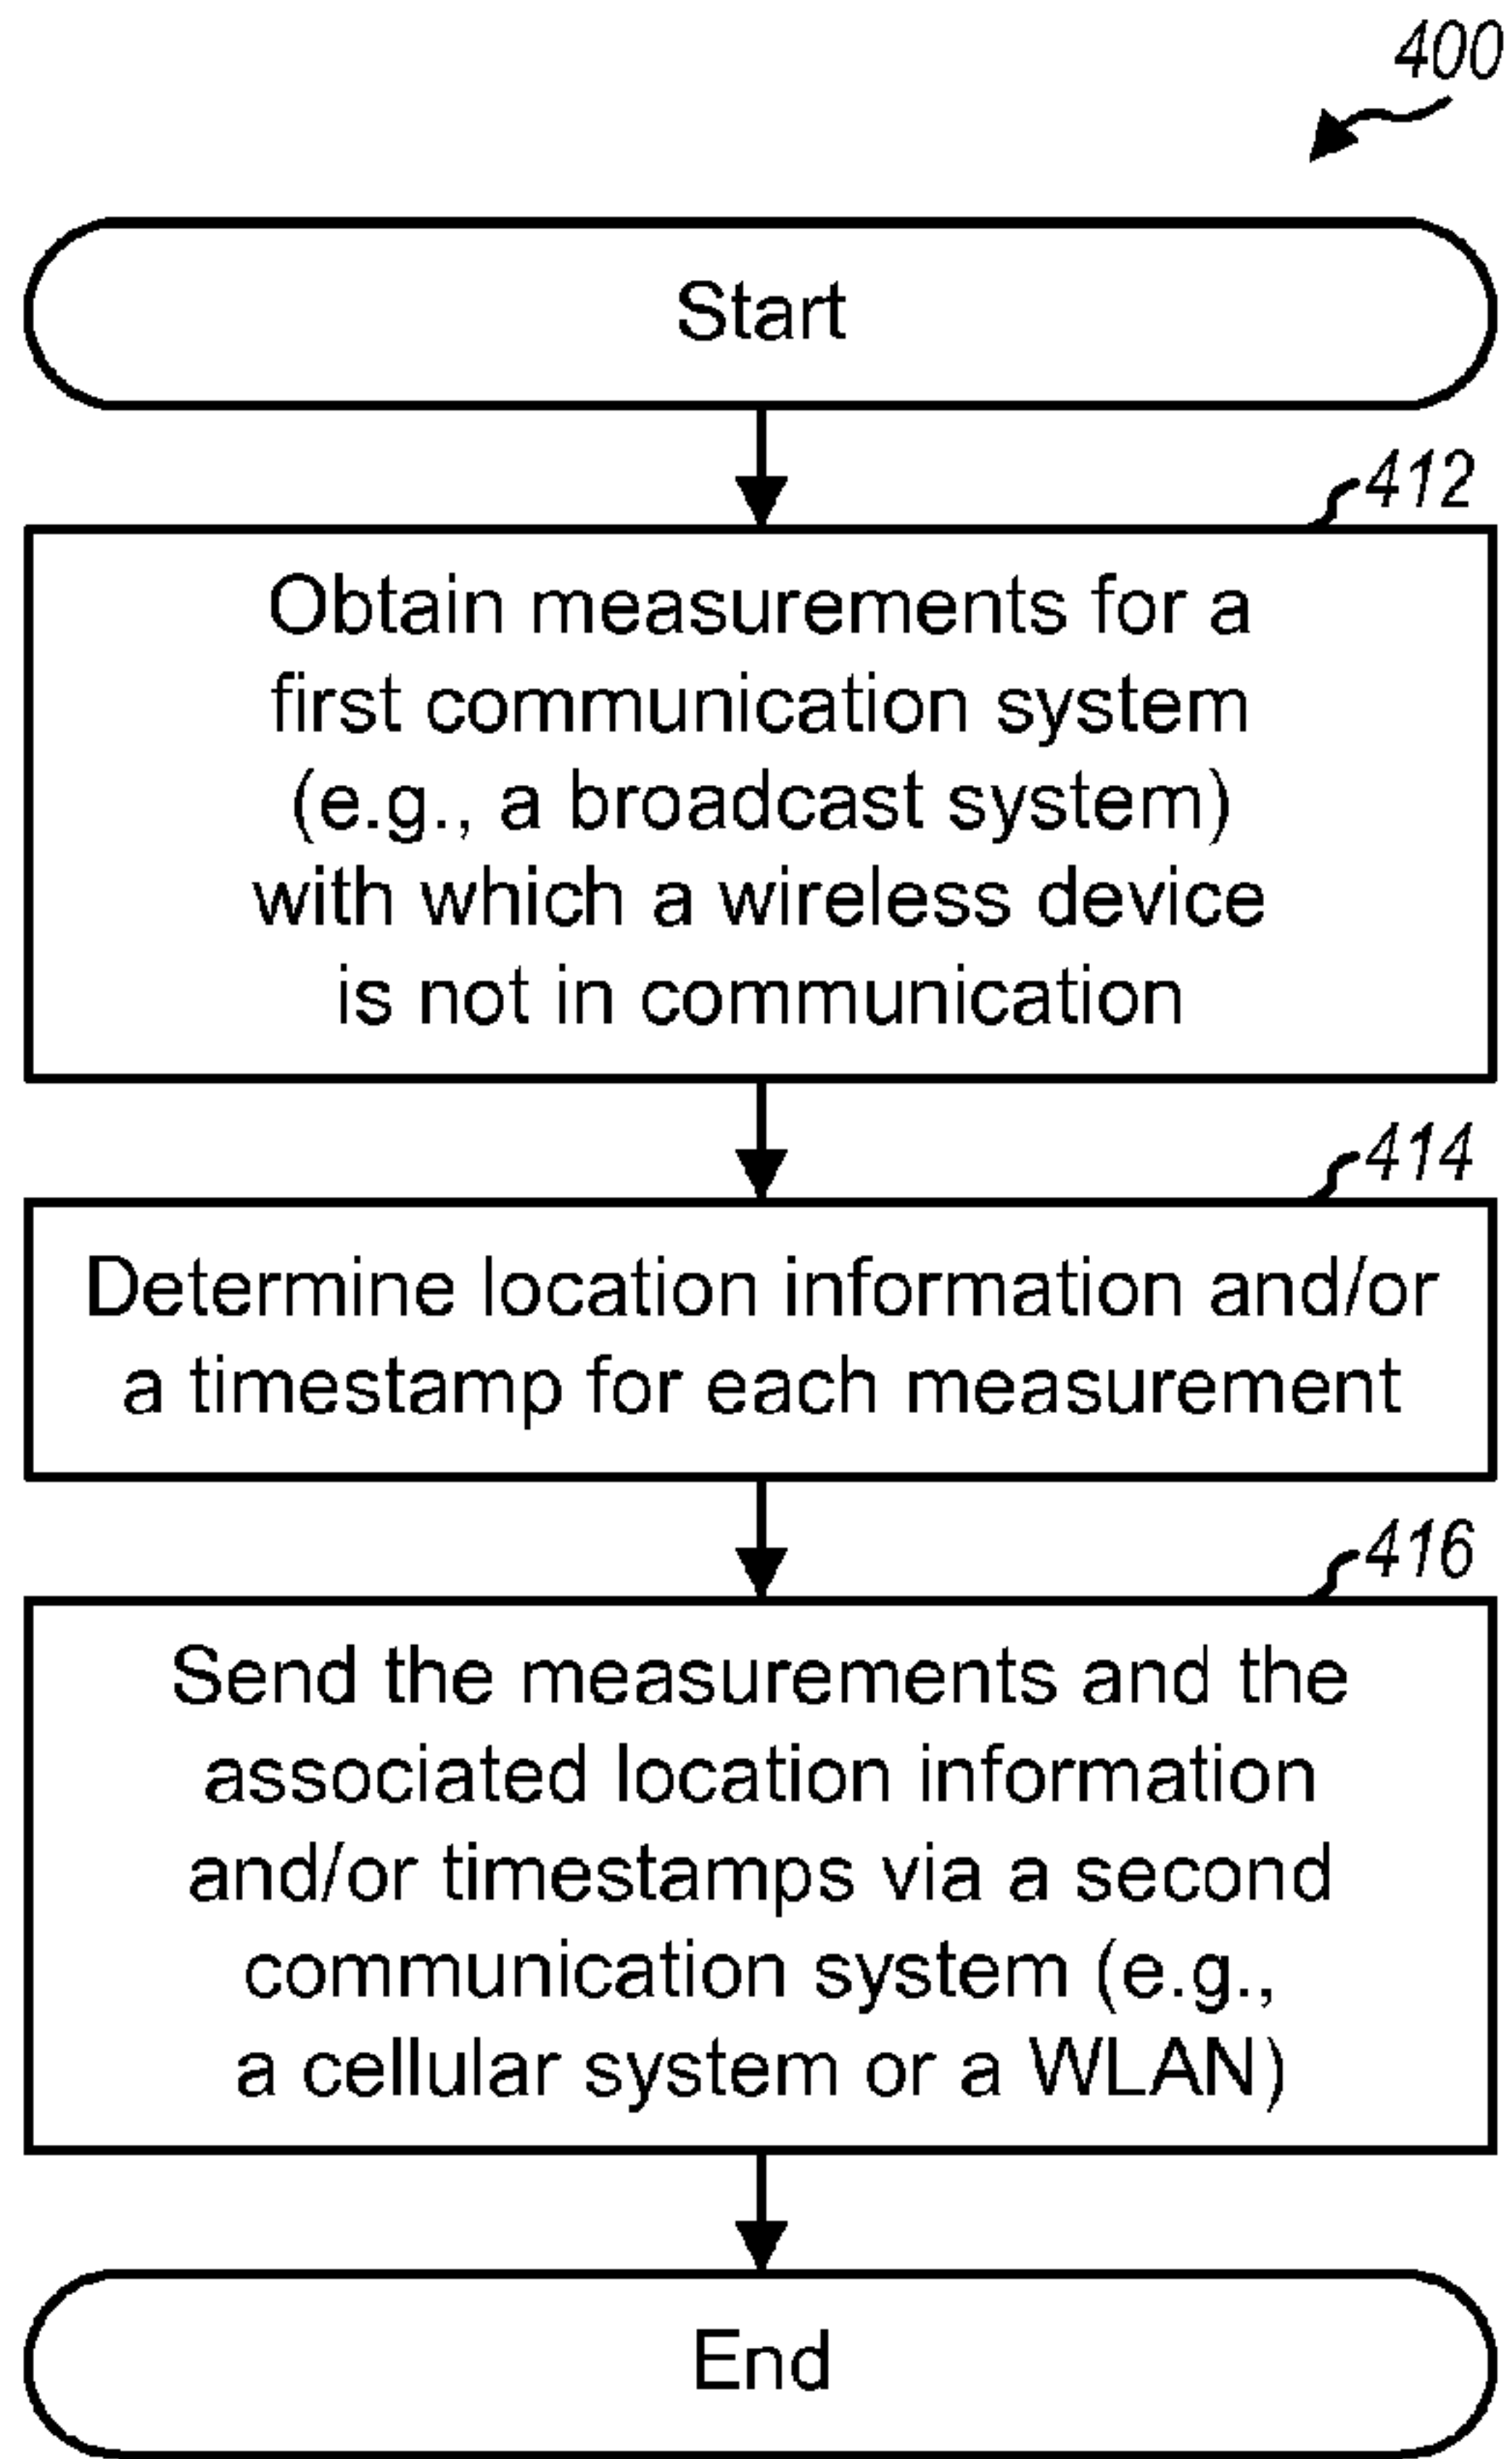 400
Start
412
Obtain measurements for a
first communication system
(e.g., a broadcast system)
with which a wireless device
is not in communication
414
Determine location information and/or
a timestamp for each measurement
416
Send the measurements and the
associated location information
and/or timestamps via a second
communication system (e.g.,
a cellular system or a WLAN)
End